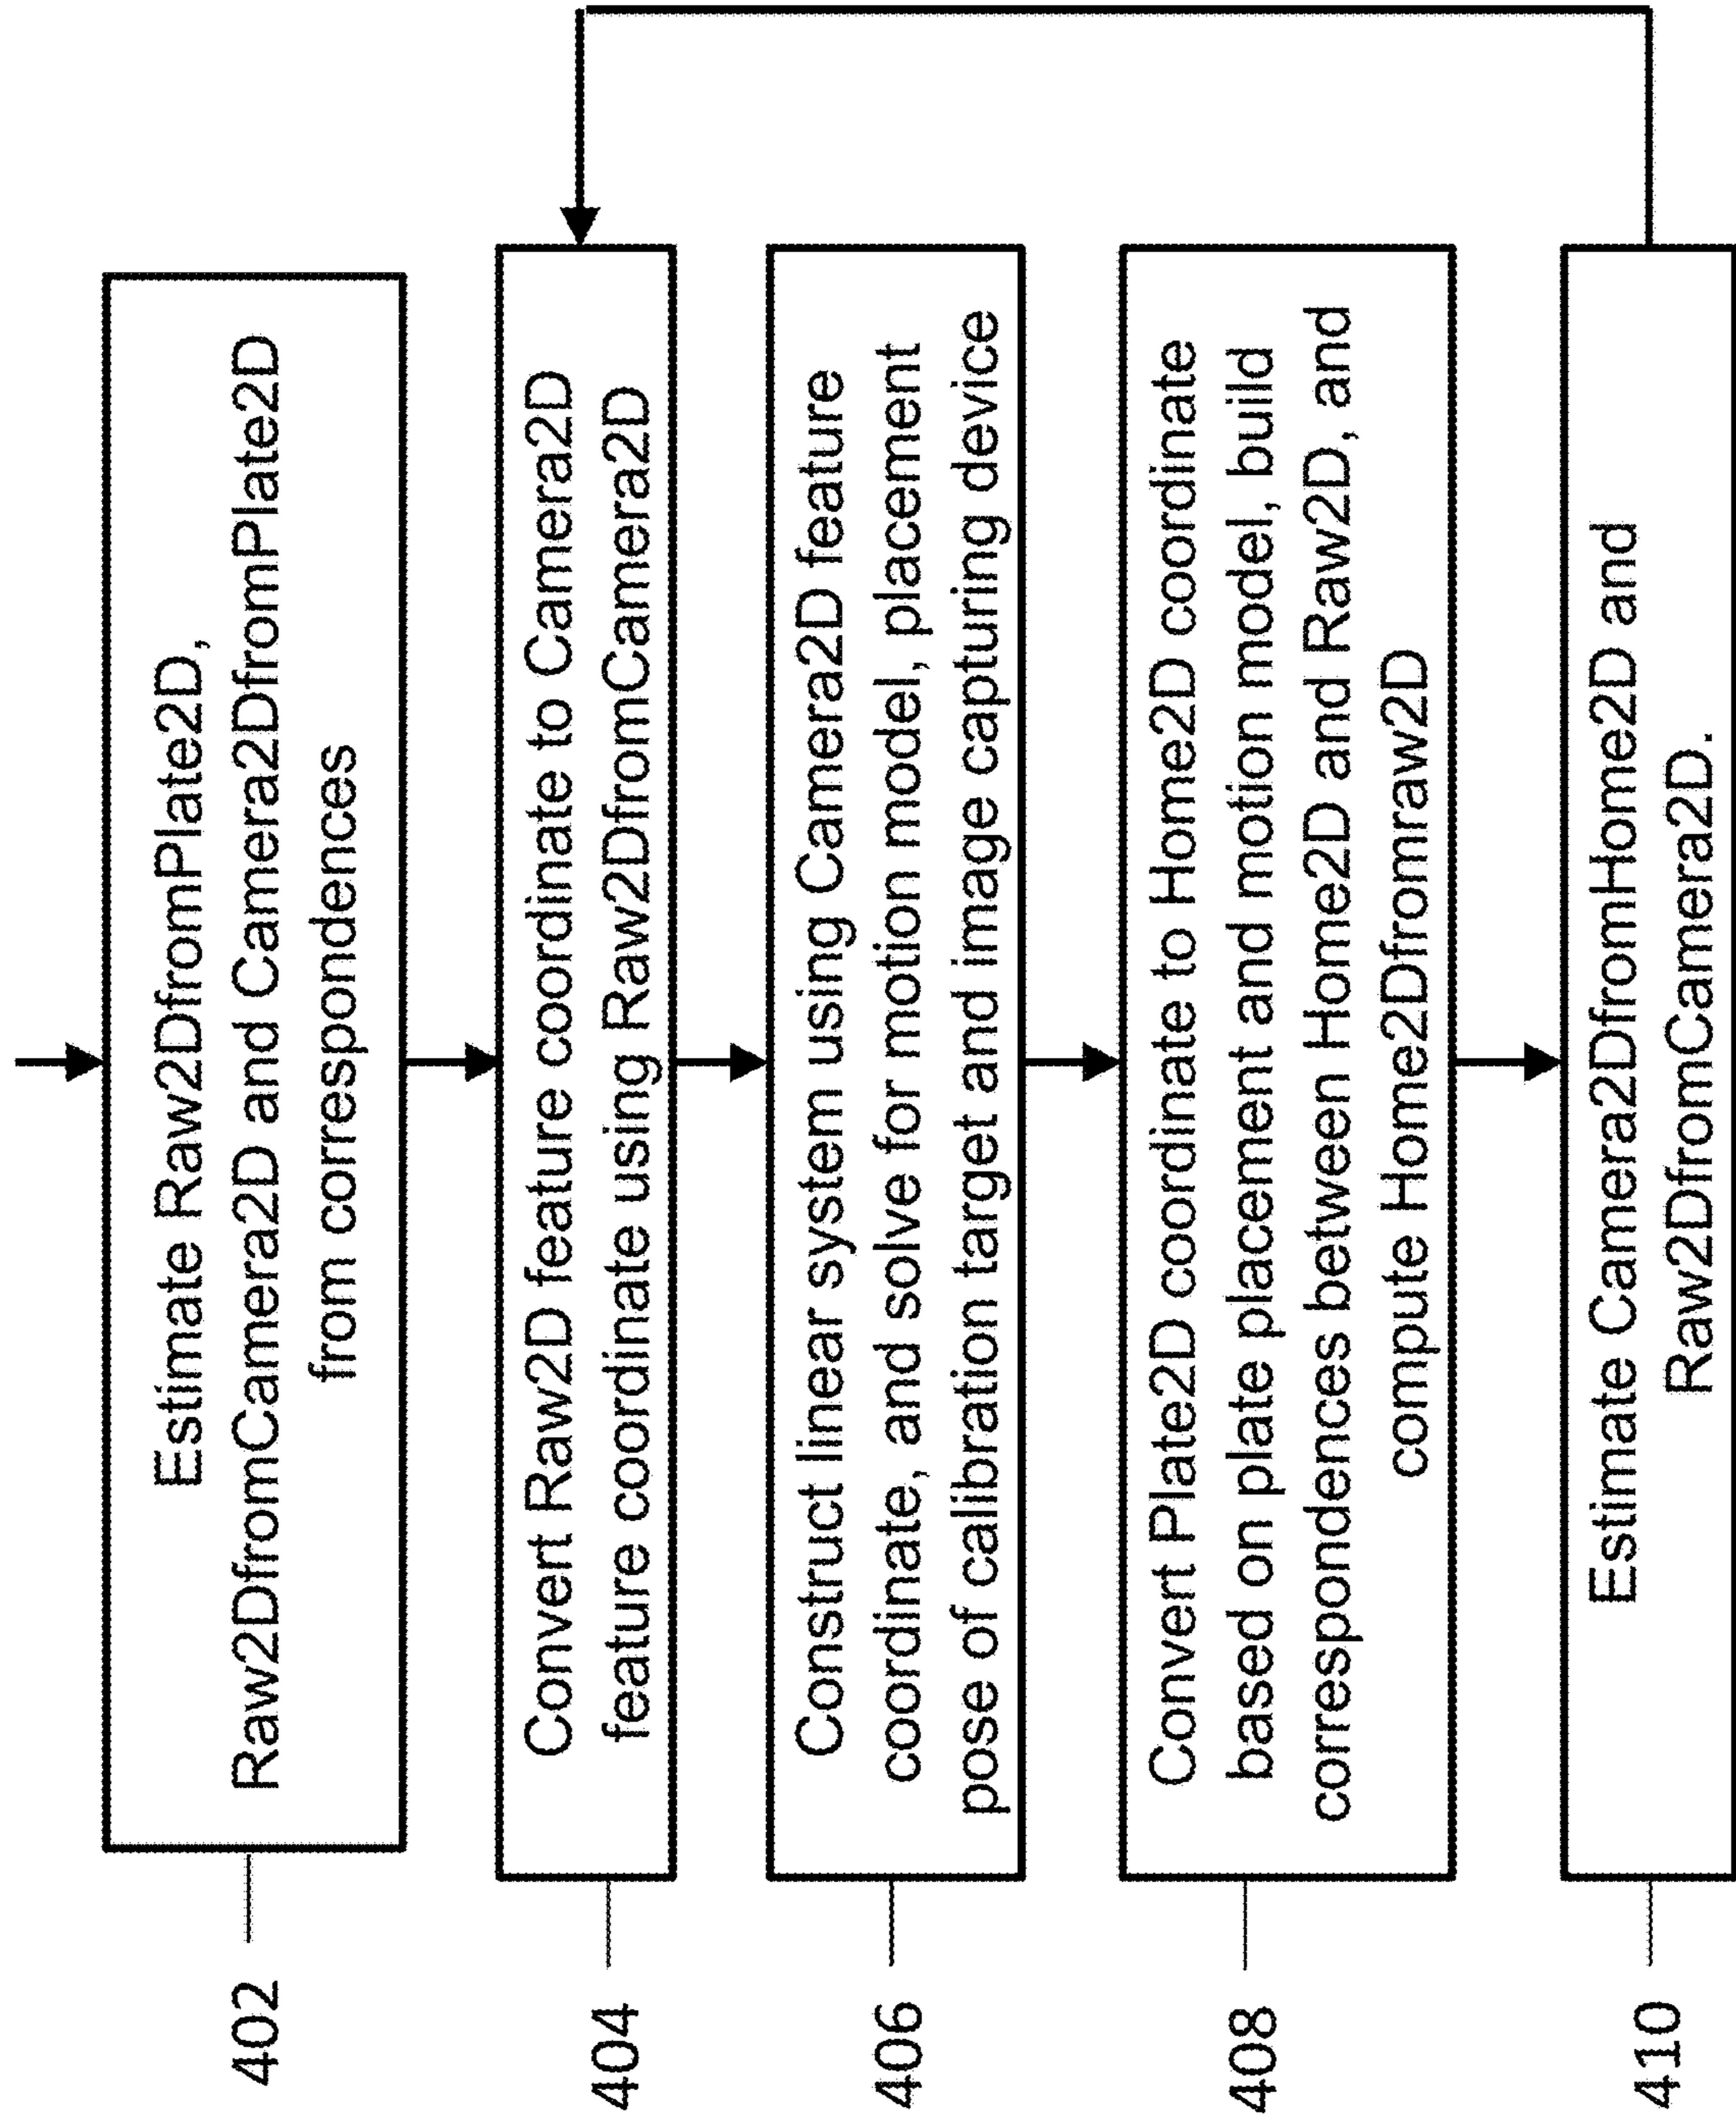 402
Estimate Raw2DfromPlate2D,
Raw2DfromCamera2D and Camera2DfromPlate2D
from correspondences
404
Convert Raw2D feature coordinate to Camera2D
feature coordinate using Raw2DfromCamera2D
406
Construct linear system using Camera2D feature
coordinate, and solve for motion model, placement
pose of calibration target and image capturing device
408
Convert Plate2D coordinate to Home2D coordinate
based on plate placement and motion model, build
correspondences between Home2D and Raw2D, and
compute Home2Dfromraw2D
410
Estimate Camera2DfromHome2D and
Raw2DfromCamera2D.